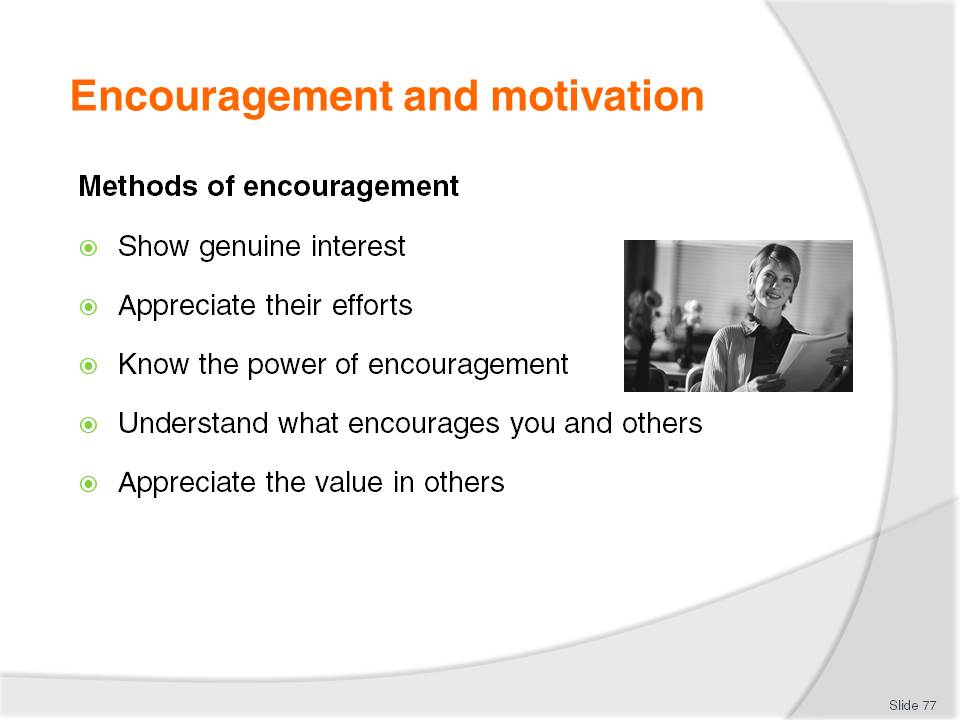 Encouragement and motivation
Methods of encouragement
Show genuine interest
Appreciate their efforts
Know the power of encouragement
Understand what encourages you and others
Appreciate the value in others
Slide 77